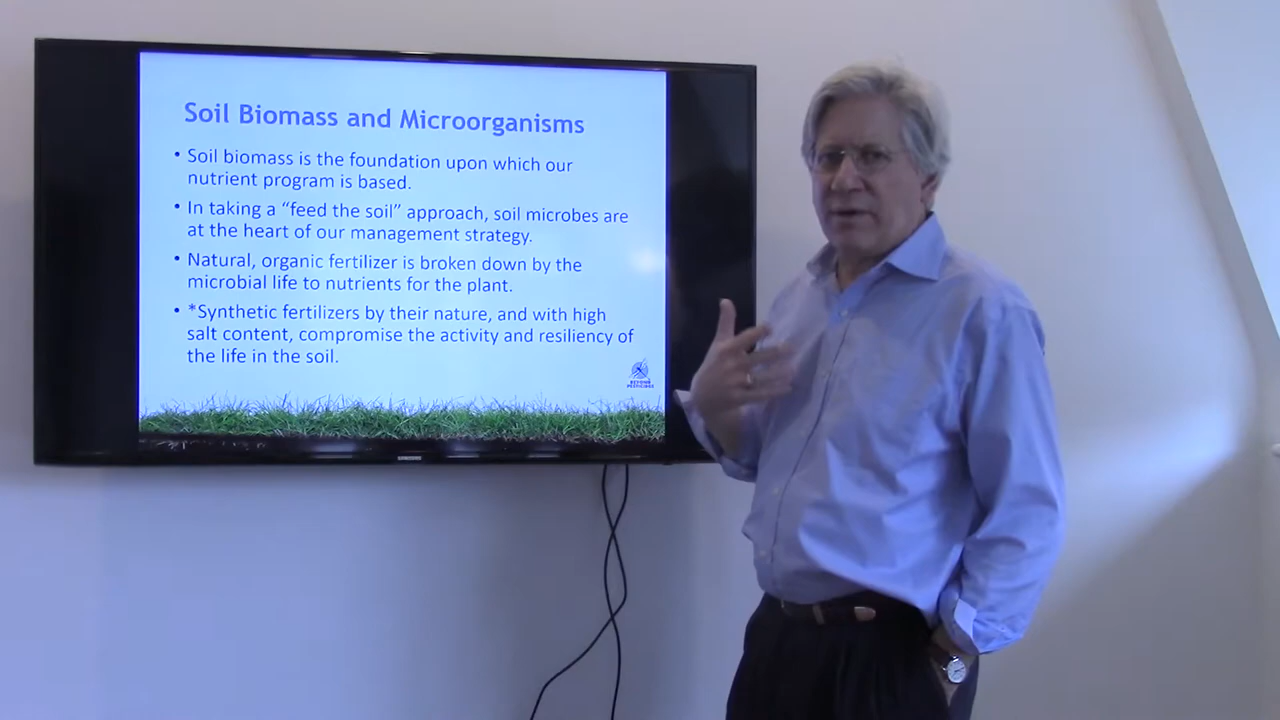 Soil Biomass and Microorganisms
• Soil biomass is the foundation upon which our
nutrient program is based.
• In taking a “feed the soil” approach, soil microbes are
at the heart of our management strategy.
• Natural, organic fertilizer is broken down by the
microbial life to nutrients for the plant.
• *Synthetic fertilizers by their nature, and with high
salt content, compromise the activity and resiliency of
the life in the soil.
BEYOND
PESTICIDES